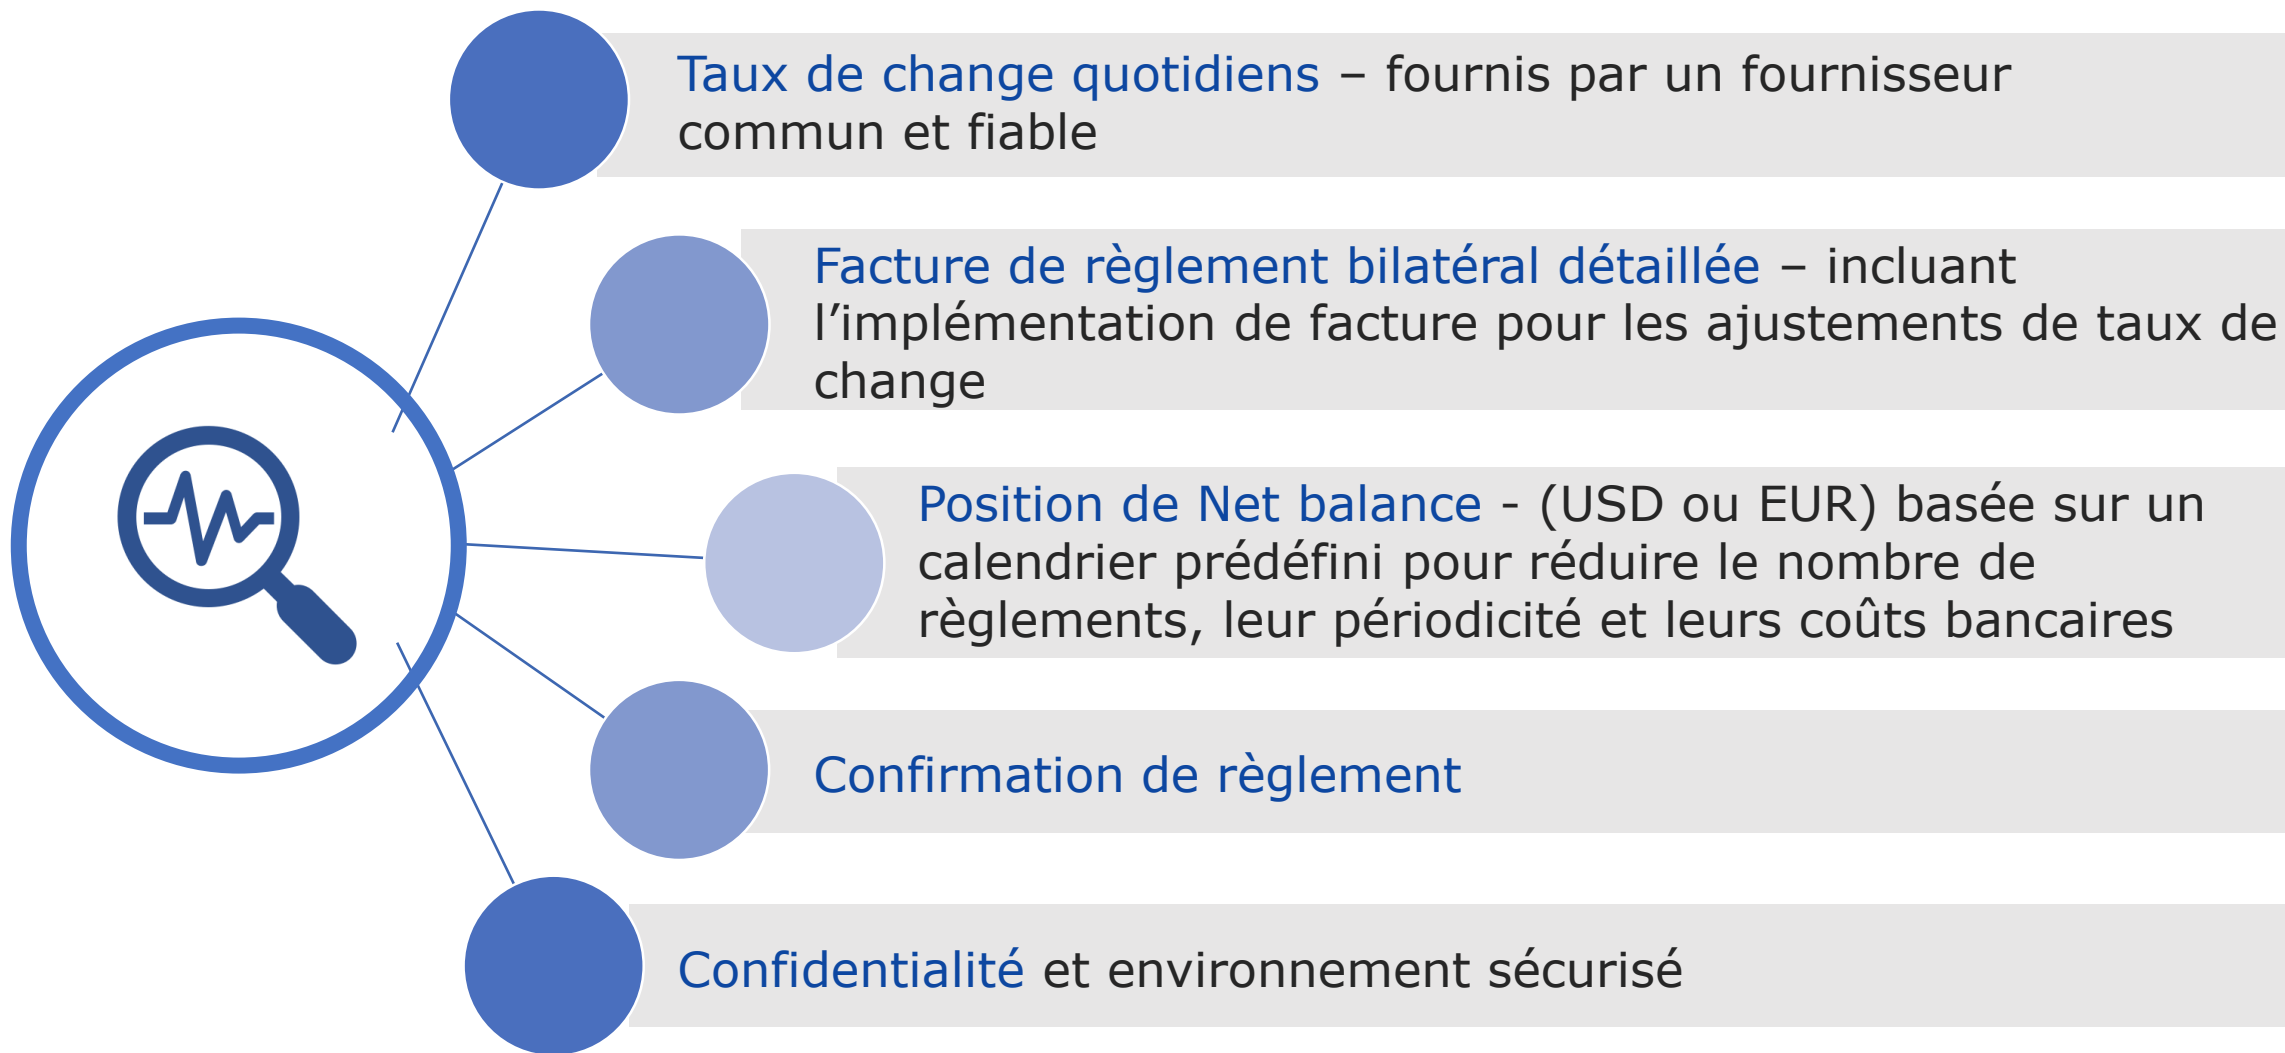 Taux de change quotidiens – fournis par un fournisseur
commun et fiable
Facture de règlement bilatéral détaillée – incluant
l’implémentation de facture pour les ajustements de taux de
change
Position de Net balance - (USD ou EUR) basée sur un
calendrier prédéfini pour réduire le nombre de
règlements, leur périodicité et leurs coûts bancaires
Confirmation de règlement
Confidentialité et environnement sécurisé